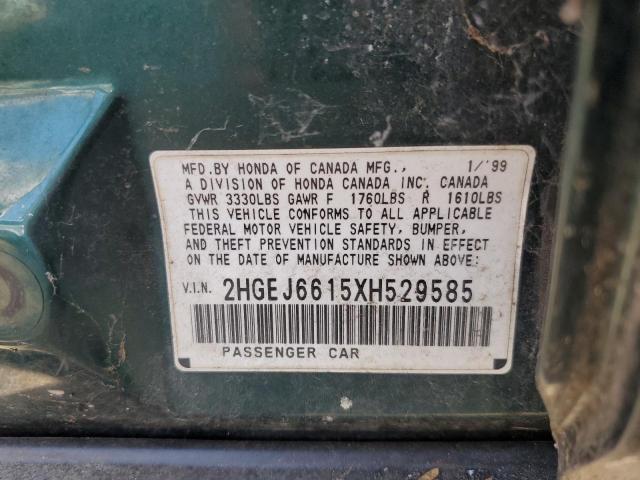 MFD.BY HONDA OF CANADA MFG., 1/'99
A DIVISION OF HONDA CANADA INC. CANADA
GVWR 3330LBS GAWR F 1760LBS R 1610LBS
THIS VEHICLE CONFORMS TO ALL APPLICABLE
FEDERAL MOTOR VEHICLE SAFETY, BUMPER,
AND THEFT PREVENTION STANDARDS IN EFFECT
ON THE DATE OF MANUFACTURE SHOWN ABOVE:
V.I.N. 2HGEJ6615XH529585
PASSENGER CAR